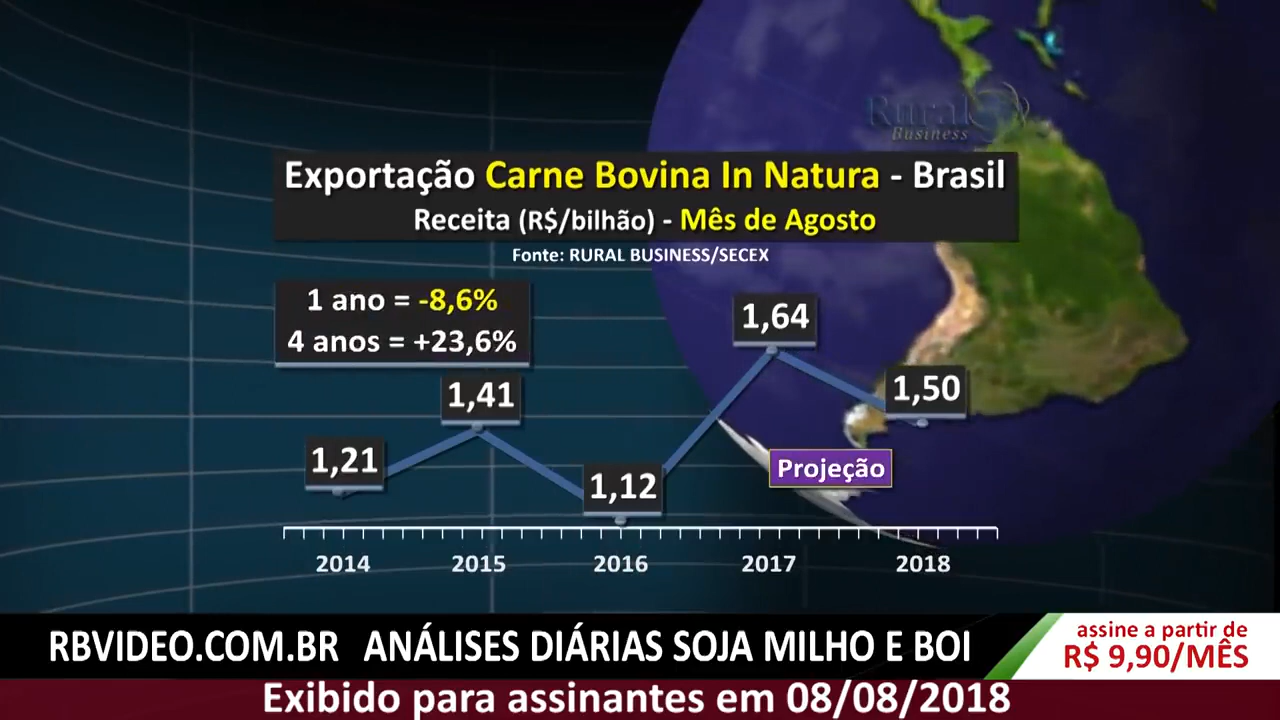 Rural
Business
Exportação Carne Bovina In Natura - Brasil
Receita (R$/bilhão) - Mês de Agosto
Fonte: RURAL BUSINESS/SECEX
1 ano = -8,6%
4 anos = +23,6%
1,21
1,41
1,12
1,64
1,50
Projeção
2014 2015 2016 2017 2018
RBVIDEO.COM.BR ANÁLISES DIÁRIAS SOJA MILHO E BOI
assine a partir de
R$ 9,90/MÊS
Exibido para assinantes em 08/08/2018